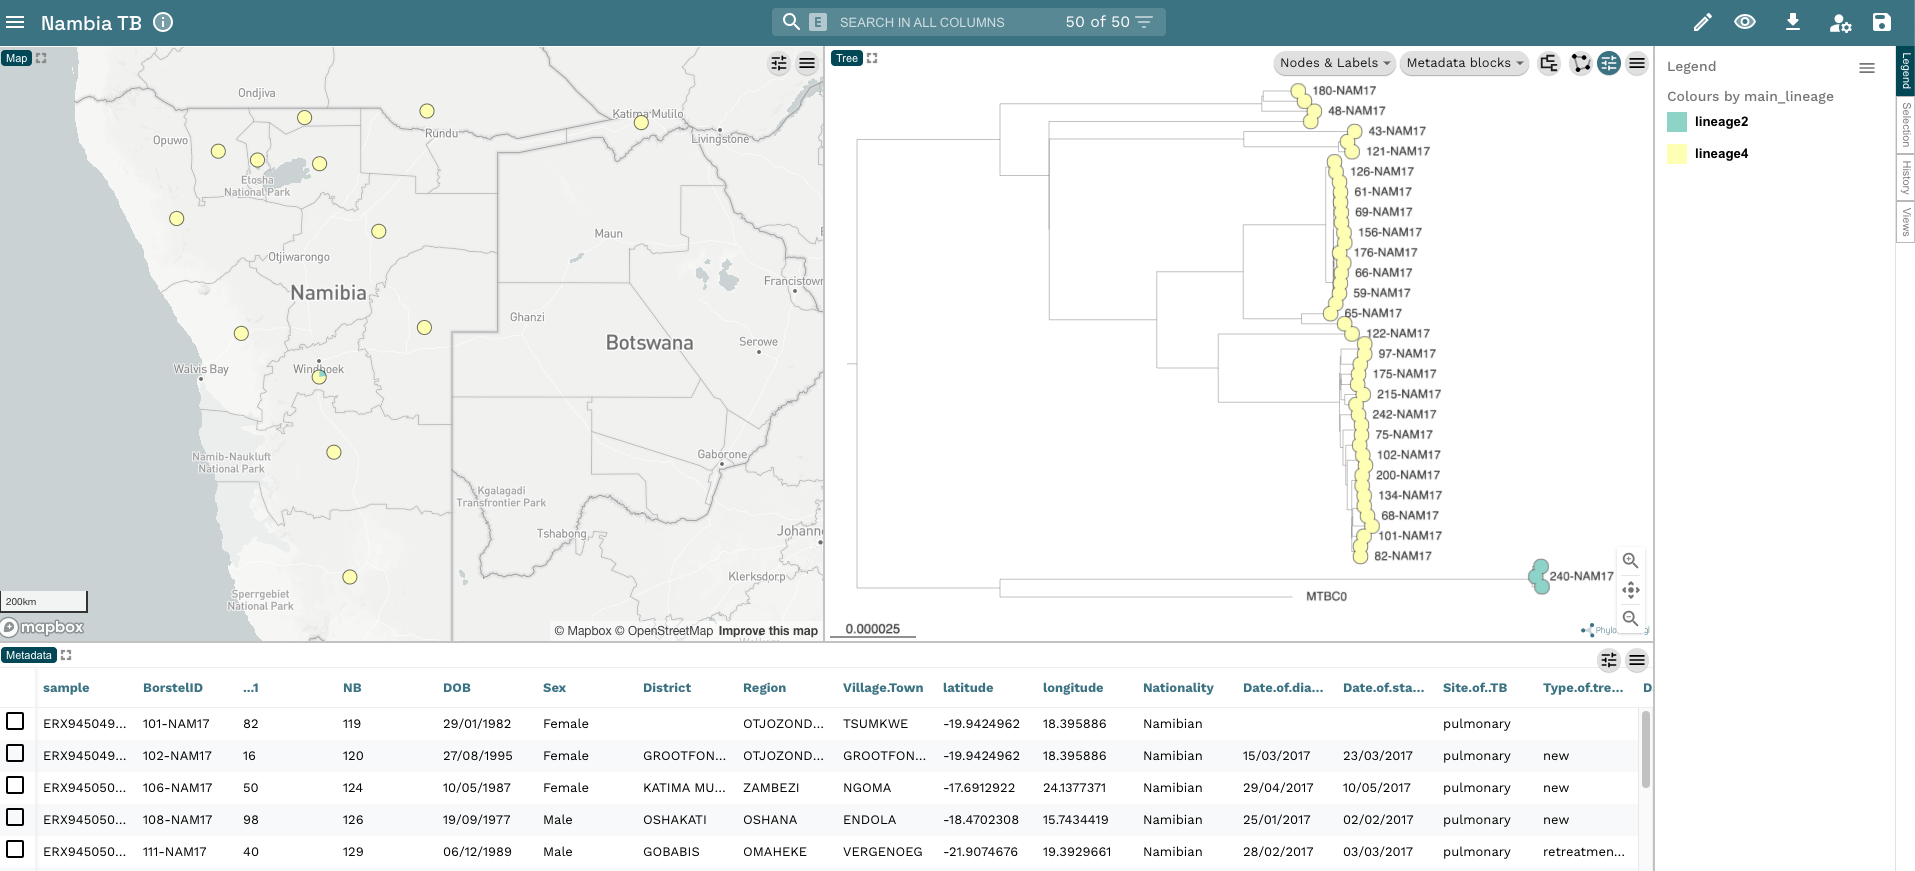 Nambia TB
E SEARCH IN ALL COLUMNS 50 of 50
Map
Ondjiva
Katima Mulilo
Rundu
Livingstone
Opuwo
Etosha
National Park
Maun
Otjiwarongo
Francistown
Namibia
Ghanzi
Botswana
Serowe
Walvis Bay
Windhoek
Namib-Naukluft
National Park
Gaborone
Kgalagadi
Transfrontier Park
Tshabong
Johann
Klerksdorp
Sperrgebiet
National Park
200km
mapbox
© Mapbox © OpenStreetMap Improve this map
Tree
Nodes & Labels
Metadata blocks
180-NAM17
48-NAM17
43-NAM17
121-NAM17
126-NAM17
61-NAM17
69-NAM17
156-NAM17
176-NAM17
66-NAM17
59-NAM17
65-NAM17
122-NAM17
97-NAM17
175-NAM17
215-NAM17
242-NAM17
75-NAM17
102-NAM17
200-NAM17
134-NAM17
68-NAM17
101-NAM17
82-NAM17
240-NAM17
MTBC0
0.000025
Legend
Colours by main_lineage
lineage2
lineage4
Legend
Selection
History
Views
Metadata
sample BorstelID ...1 NB DOB Sex District Region Village.Town latitude longitude Nationality Date.of.dia... Date.of.sta... Site.of..TB Type.of.tre... D
ERX945049... 101-NAM17 82 119 29/01/1982 Female OTJOZOND... TSUMKWE -19.9424962 18.395886 Namibian pulmonary
ERX945049... 102-NAM17 16 120 27/08/1995 Female GROOTFON... OTJOZOND... GROOTFON... -19.9424962 18.395886 Namibian 15/03/2017 23/03/2017 pulmonary new
ERX945050... 106-NAM17 50 124 10/05/1987 Female KATIMA MU... ZAMBEZI NGOMA -17.6912922 24.1377371 Namibian 29/04/2017 10/05/2017 pulmonary new
ERX945050... 108-NAM17 98 126 19/09/1977 Male OSHAKATI OSHANA ENDOLA -18.4702308 15.7434419 Namibian 25/01/2017 02/02/2017 pulmonary new
ERX945050... 111-NAM17 40 129 06/12/1989 Male GOBABIS OMAHEKE VERGENOEG -21.9074676 19.3929661 Namibian 28/02/2017 03/03/2017 pulmonary retreatmen...